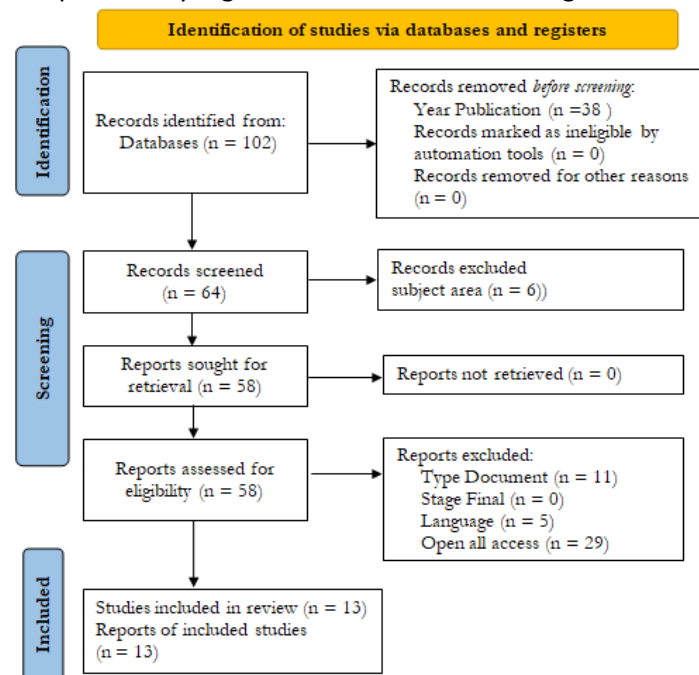 Identification of studies via databases and registers
Identification
Records identified from:
Databases (n = 102)
Records removed before screening:
Year Publication (n =38 )
Records marked as ineligible by
automation tools (n = 0)
Records removed for other reasons
(n = 0)
Screening
Records screened
(n = 64)
Records excluded
subject area (n = 6))
Reports sought for
retrieval (n = 58)
Reports not retrieved (n = 0)
Reports assessed for
eligibility (n = 58)
Reports excluded:
Type Document (n = 11)
Stage Final (n = 0)
Language (n = 5)
Open all access (n = 29)
Included
Studies included in review (n = 13)
Reports of included studies
(n = 13)